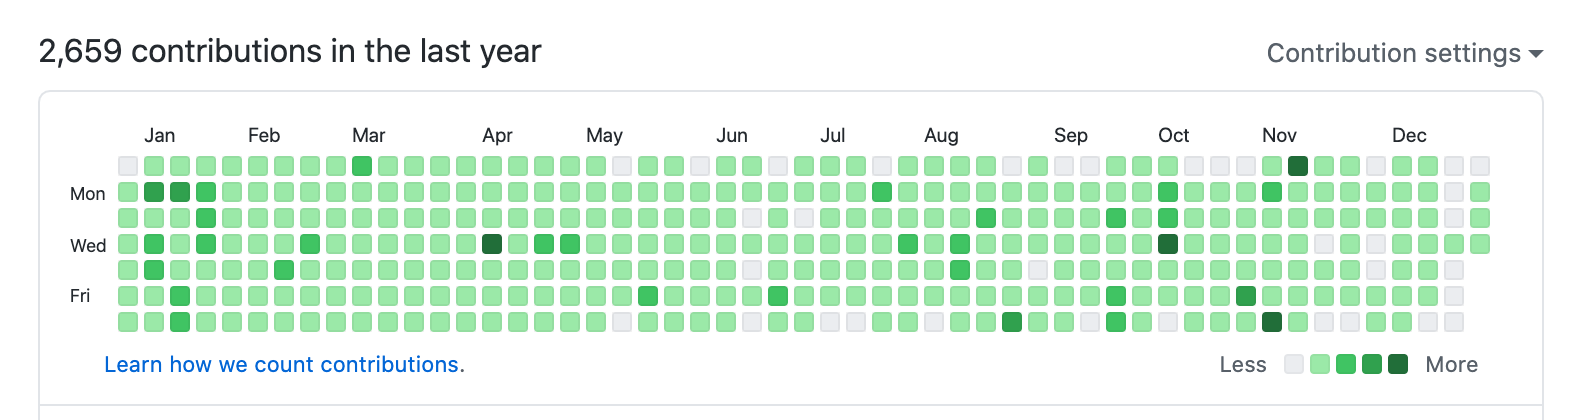 2,659 contributions in the last year
Contribution settings
Jan Feb Mar Apr May Jun Jul Aug Sep Oct Nov Dec
Mon
Wed
Fri
Learn how we count contributions.
Less More